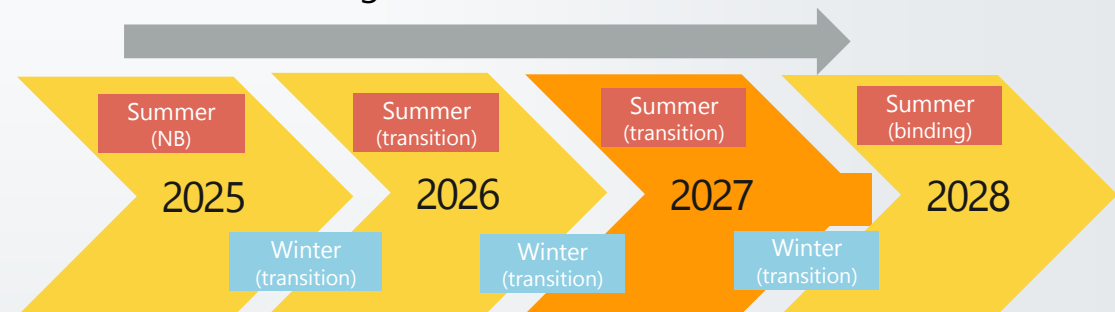 Summer
(NB)
Summer
(transition)
Summer
(transition)
Summer
(binding)
2025
2026
2027
2028
Winter
(transition)
Winter
(transition)
Winter
(transition)